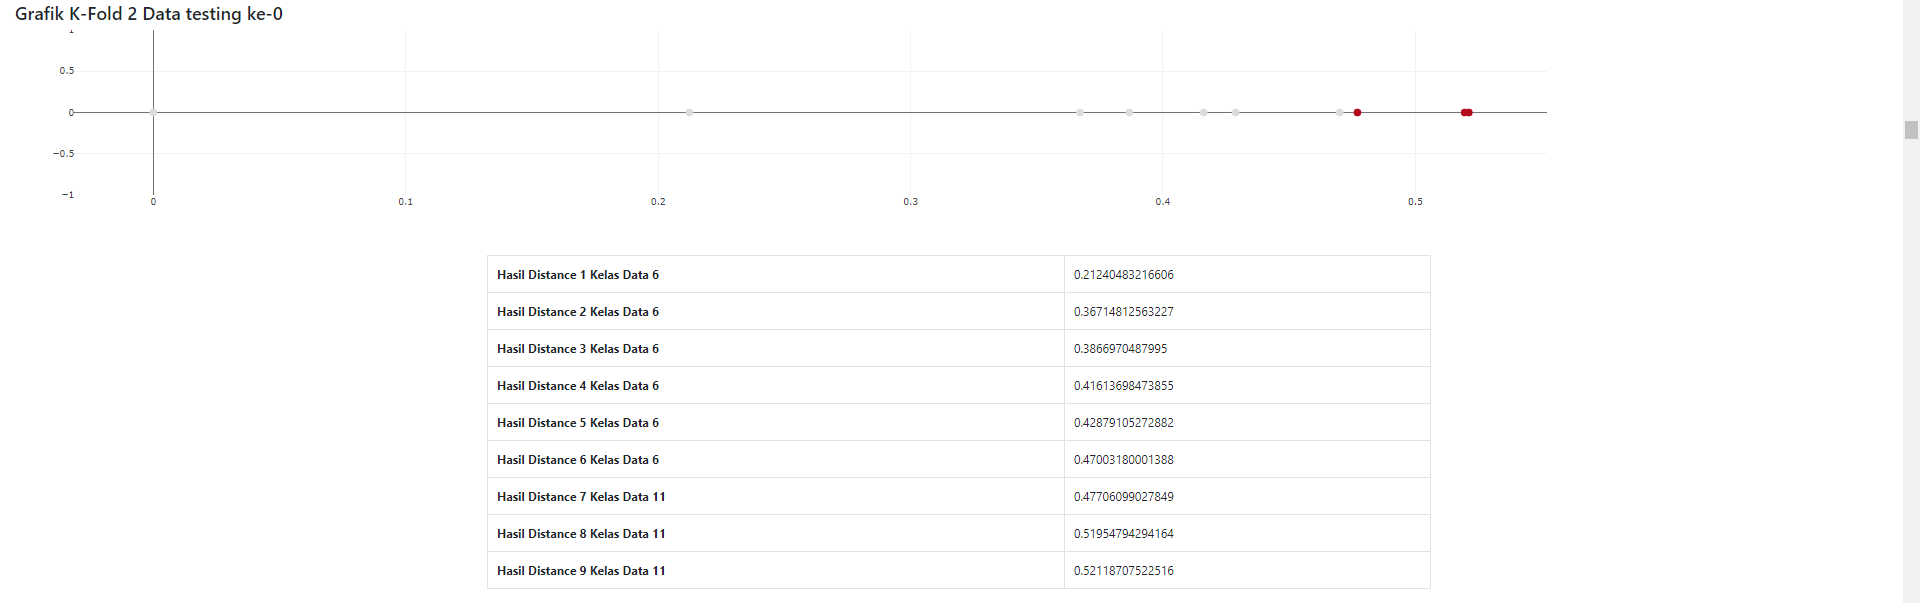 Grafik K-Fold 2 Data testing ke-0
1
0.5
0
−0.5
−1
0 0.1 0.2 0.3 0.4 0.5
Hasil Distance 1 Kelas Data 6 0.21240483216606
Hasil Distance 2 Kelas Data 6 0.36714812563227
Hasil Distance 3 Kelas Data 6 0.3866970487995
Hasil Distance 4 Kelas Data 6 0.41613698473855
Hasil Distance 5 Kelas Data 6 0.42879105272882
Hasil Distance 6 Kelas Data 6 0.47003180001388
Hasil Distance 7 Kelas Data 11 0.47706099027849
Hasil Distance 8 Kelas Data 11 0.51954794294164
Hasil Distance 9 Kelas Data 11 0.52118707522516